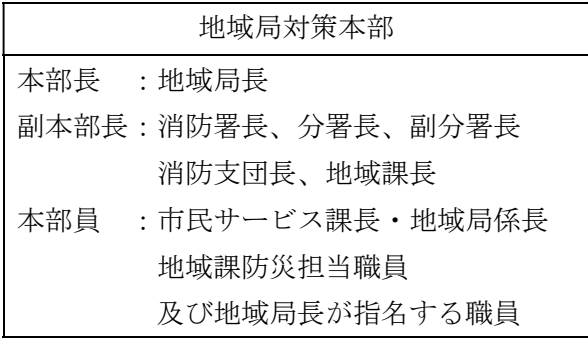 地域局対策本部
本部長　：地域局長
副本部長：消防署長、分署長、副分署長
消防支団長、地域課長
本部員　：市民サービス課長・地域局係長
地域課防災担当職員
及び地域局長が指名する職員